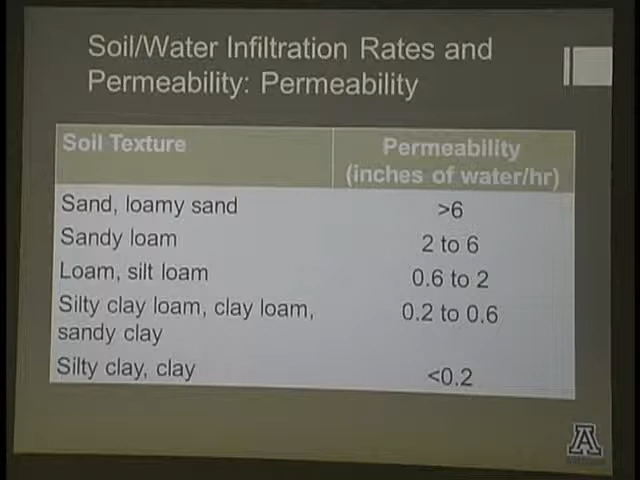 Soil/Water Infiltration Rates and
Permeability: Permeability
Soil Texture
Permeability
(inches of water/hr)
Sand, loamy sand
>6
Sandy loam
2 to 6
Loam, silt loam
0.6 to 2
Silty clay loam, clay loam,
sandy clay
0.2 to 0.6
Silty clay, clay
<0.2
A